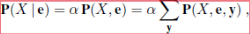 P(X | e) = α P(X, e) = α ∑_y P(X, e, y) ,